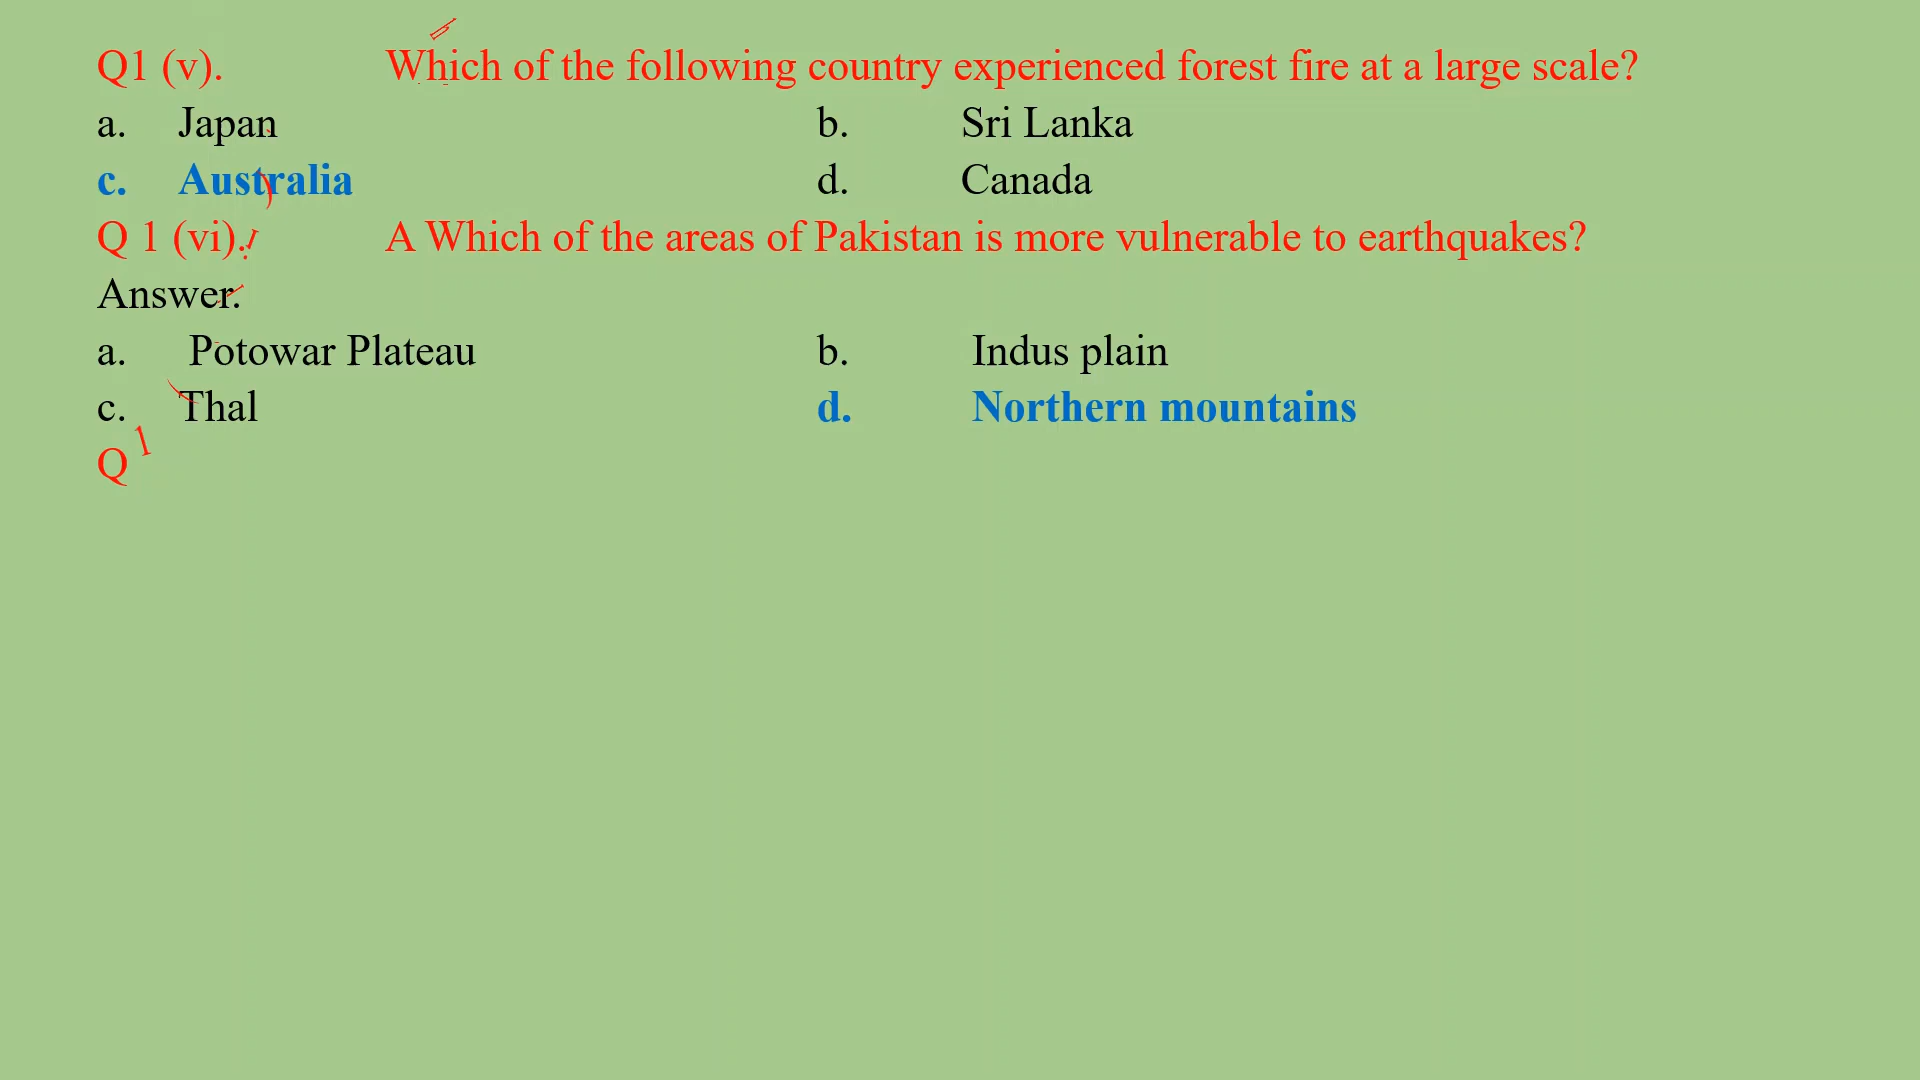 Q1 (v). Which of the following country experienced forest fire at a large scale?
a. Japan b. Sri Lanka
c. Australia d. Canada
Q 1 (vi). A Which of the areas of Pakistan is more vulnerable to earthquakes?
Answer.
a. Potowar Plateau b. Indus plain
c. Thal d. Northern mountains
Q 1